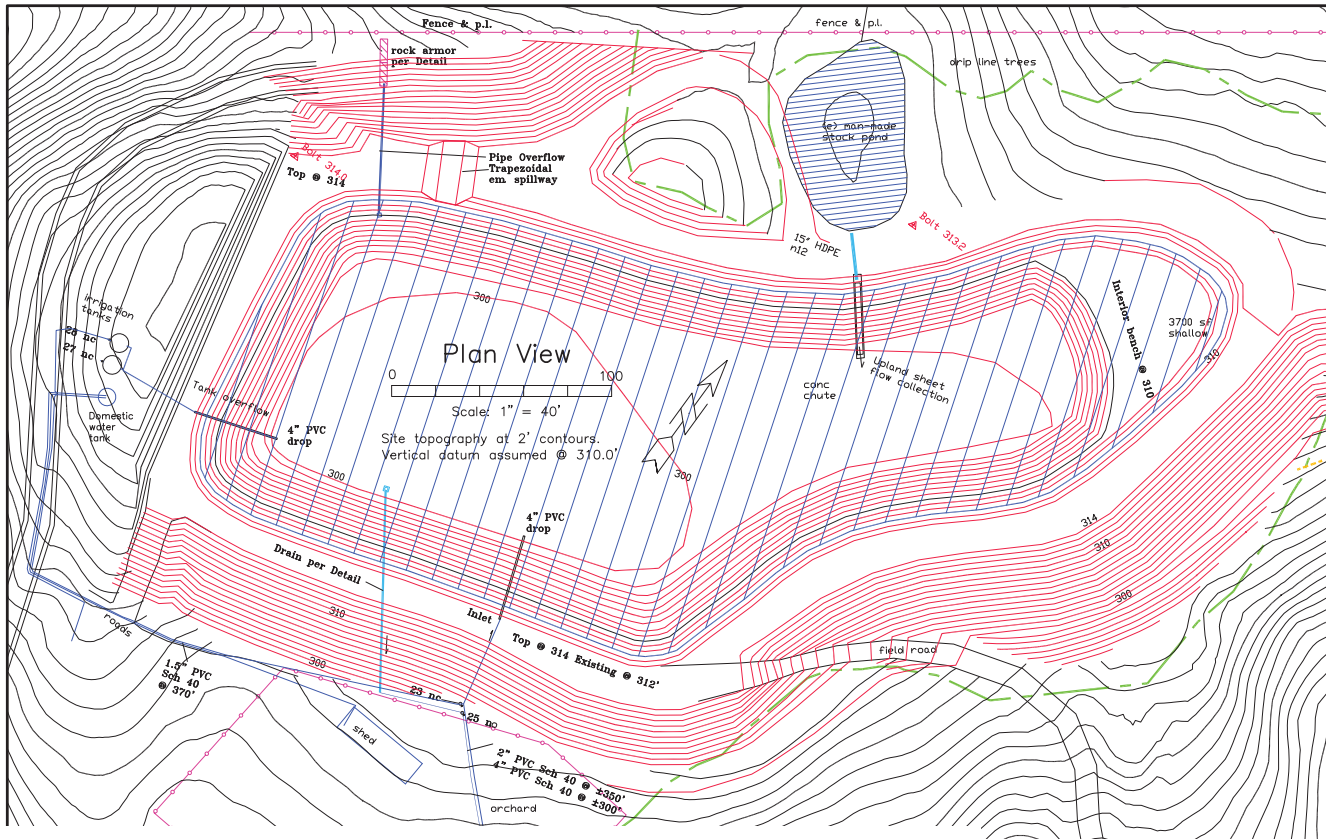 Fence & p.l.
fence & p.l.
rock armor
per Detail
drip line trees
(e) man-made
stock pond
Bolt 314.0
Top @ 314
Pipe Overflow
Trapezoidal
em. spillway
15" HDPE
n12
Bolt 313.2
irrigation
tanks
28 nc
27 nc
300
Plan View
0
100
Scale: 1" = 40'
Site topography at 2' contours.
Vertical datum assumed @ 310.0'
Interior bench @ 310
3700 sf
shallow
310
Upland sheet
flow collection
conc
chute
Tank overflow
Domestic
water
tank
4" PVC
drop
300
300
4" PVC
drop
314
310
300
Drain per Detail
310
Inlet
Top @ 314 Existing @ 312'
roads
field road
300
1.5" PVC
Sch 40
@ 370'
23 nc
25 nc
shed
2" PVC Sch 40 @ ±350'
4" PVC Sch 40 @ ±300'
orchard